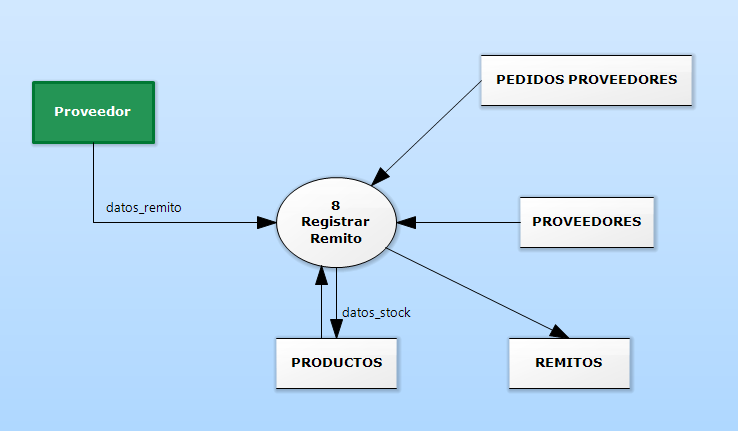 PEDIDOS PROVEEDORES
Proveedor
datos_remito
8
Registrar
Remito
PROVEEDORES
datos_stock
PRODUCTOS
REMITOS